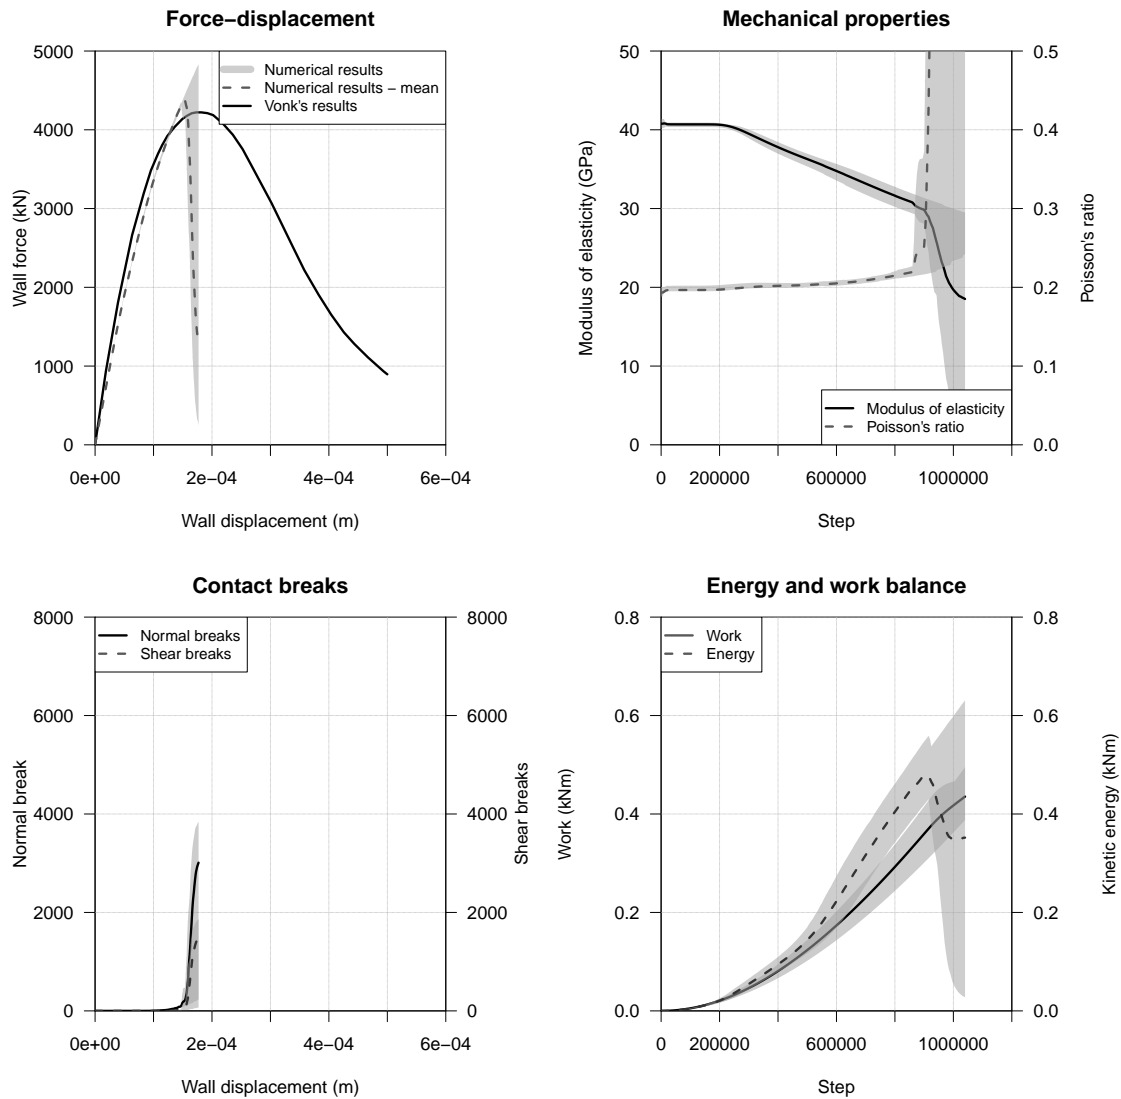 Force−displacement
5000
4000
3000
2000
1000
0
Wall force (kN)
Numerical results
Numerical results − mean
Vonk's results
0e+00 2e−04 4e−04 6e−04
Wall displacement (m)
Mechanical properties
50
40
30
20
10
0
Modulus of elasticity (GPa)
0.5
0.4
0.3
0.2
0.1
0.0
Poisson's ratio
Modulus of elasticity
Poisson's ratio
0 200000 600000 1000000
Step
Contact breaks
8000
6000
4000
2000
0
Normal break
Normal breaks
Shear breaks
8000
6000
4000
2000
0
Shear breaks
0e+00 2e−04 4e−04 6e−04
Wall displacement (m)
Energy and work balance
0.8
0.6
0.4
0.2
0.0
Work (kNm)
Work
Energy
0.8
0.6
0.4
0.2
0.0
Kinetic energy (kNm)
0 200000 600000 1000000
Step